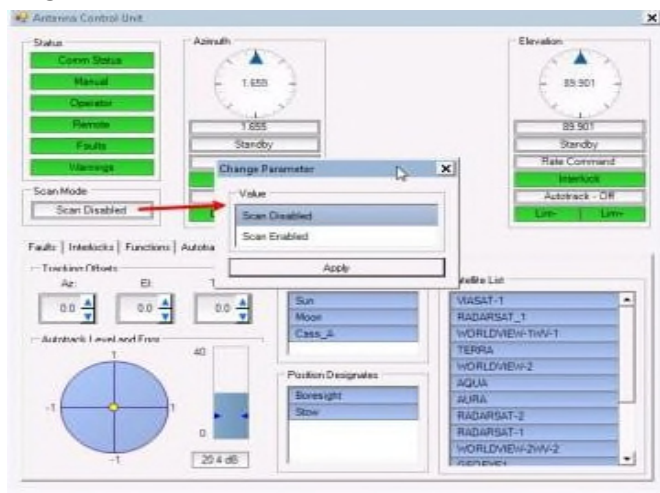 Antenna Control Unit
Status
Comm Status
Manual
Operator
Remote
Faults
Warnings
Azimuth
1.655
1.655
Standby
Elevation
89.901
89.901
Standby
Rate Command
Interlock
Autotrack - Off
Lim- Lim+
Scan Mode
Scan Disabled
Change Parameter
Value
Scan Disabled
Scan Enabled
Apply
Faults Interlocks Functions
Tracking Offsets
Az: El:
0.0 0.0 0.0
Sun
Moon
Cass_A
Autotrack Level and Error
1
-1 1
-1
40
0
20.4 dB
Position Designates
Boresight
Stow
Satellite List
VIASAT-1
RADARSAT_1
WORLDVIEW-1WV-1
TERRA
WORLDVIEW-2
AQUA
AURA
RADARSAT-2
RADARSAT-1
WORLDVIEW-2WV-2